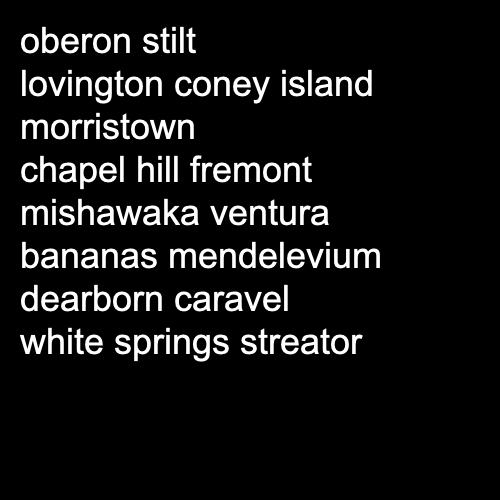 oberon stilt
lovington coney island
morristown
chapel hill fremont
mishawaka ventura
bananas mendelevium
dearborn caravel
white springs streator